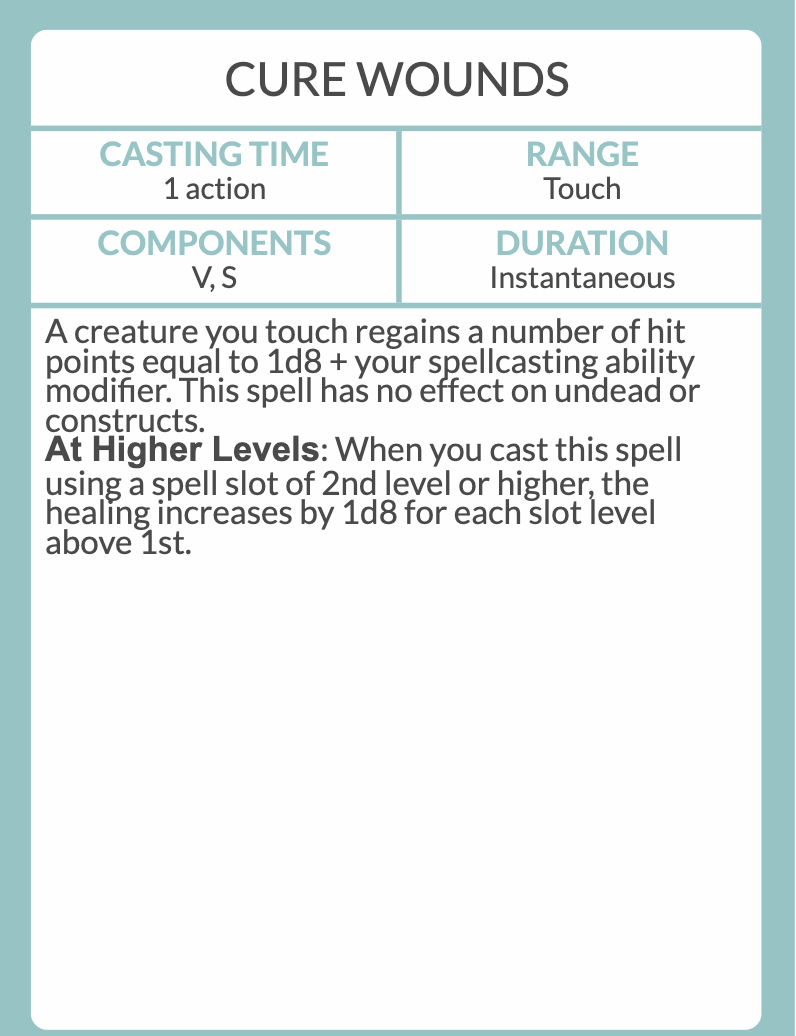 CURE WOUNDS
CASTING TIME
1 action
RANGE
Touch
COMPONENTS
V, S
DURATION
Instantaneous
A creature you touch regains a number of hit
points equal to 1d8 + your spellcasting ability
modifier. This spell has no effect on undead or
constructs.
At Higher Levels: When you cast this spell
using a spell slot of 2nd level or higher, the
healing increases by 1d8 for each slot level
above 1st.